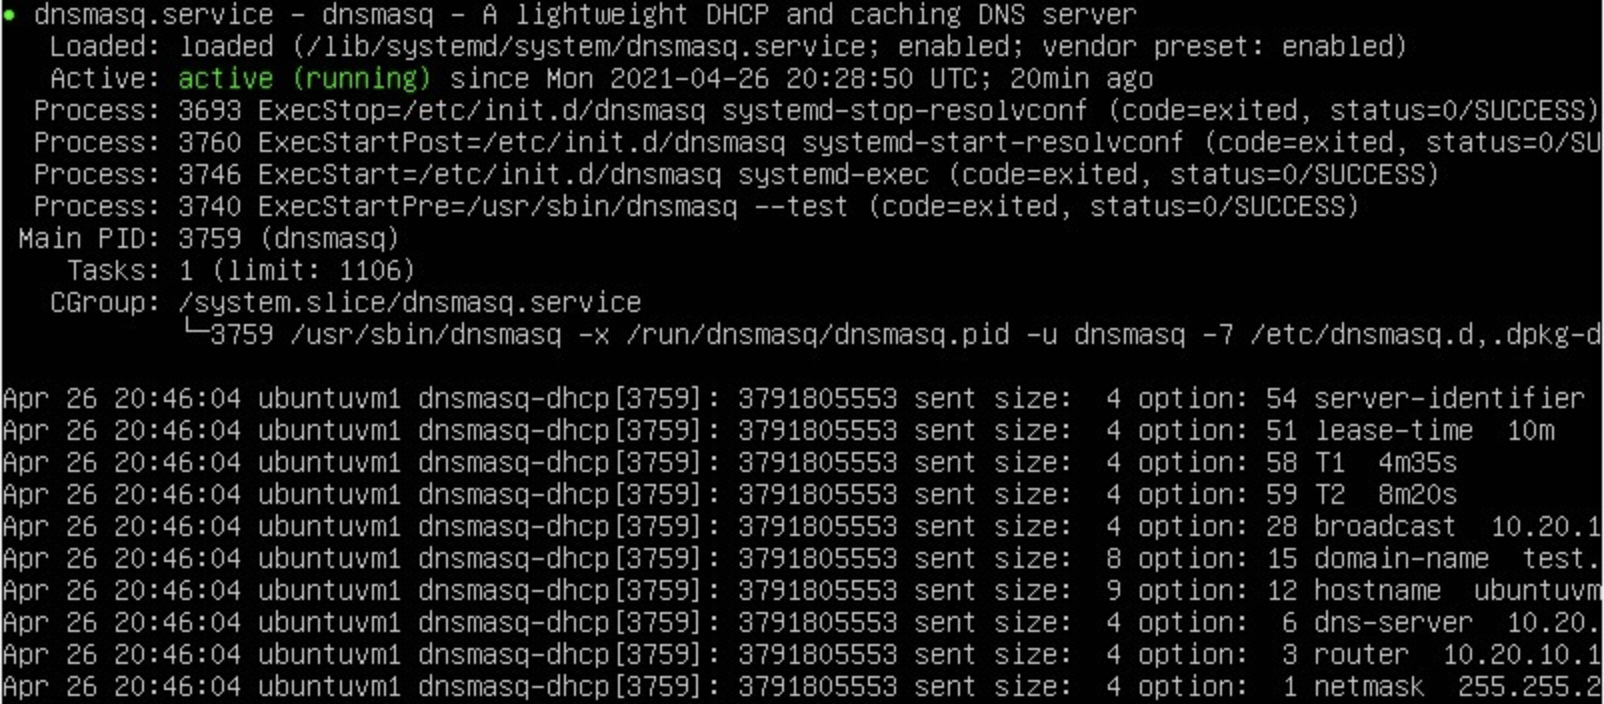 ● dnsmasq.service - dnsmasq - A lightweight DHCP and caching DNS server
Loaded: loaded (/lib/systemd/system/dnsmasq.service; enabled; vendor preset: enabled)
Active: active (running) since Mon 2021-04-26 20:28:50 UTC; 20min ago
Process: 3693 ExecStop=/etc/init.d/dnsmasq systemd-stop-resolvconf (code=exited, status=0/SUCCESS)
Process: 3760 ExecStartPost=/etc/init.d/dnsmasq systemd-start-resolvconf (code=exited, status=0/SU
Process: 3746 ExecStart=/etc/init.d/dnsmasq systemd-exec (code=exited, status=0/SUCCESS)
Process: 3740 ExecStartPre=/usr/sbin/dnsmasq --test (code=exited, status=0/SUCCESS)
Main PID: 3759 (dnsmasq)
Tasks: 1 (limit: 1106)
CGroup: /system.slice/dnsmasq.service
└─3759 /usr/sbin/dnsmasq -x /run/dnsmasq/dnsmasq.pid -u dnsmasq -7 /etc/dnsmasq.d,.dpkg-d
Apr 26 20:46:04 ubuntuvm1 dnsmasq-dhcp[3759]: 3791805553 sent size:  4 option: 54 server-identifier
Apr 26 20:46:04 ubuntuvm1 dnsmasq-dhcp[3759]: 3791805553 sent size:  4 option: 51 lease-time  10m
Apr 26 20:46:04 ubuntuvm1 dnsmasq-dhcp[3759]: 3791805553 sent size:  4 option: 58 T1  4m35s
Apr 26 20:46:04 ubuntuvm1 dnsmasq-dhcp[3759]: 3791805553 sent size:  4 option: 59 T2  8m20s
Apr 26 20:46:04 ubuntuvm1 dnsmasq-dhcp[3759]: 3791805553 sent size:  4 option: 28 broadcast  10.20.1
Apr 26 20:46:04 ubuntuvm1 dnsmasq-dhcp[3759]: 3791805553 sent size:  8 option: 15 domain-name  test.
Apr 26 20:46:04 ubuntuvm1 dnsmasq-dhcp[3759]: 3791805553 sent size:  9 option: 12 hostname  ubuntuvm
Apr 26 20:46:04 ubuntuvm1 dnsmasq-dhcp[3759]: 3791805553 sent size:  4 option:  6 dns-server  10.20.
Apr 26 20:46:04 ubuntuvm1 dnsmasq-dhcp[3759]: 3791805553 sent size:  4 option:  3 router  10.20.10.1
Apr 26 20:46:04 ubuntuvm1 dnsmasq-dhcp[3759]: 3791805553 sent size:  4 option:  1 netmask  255.255.2